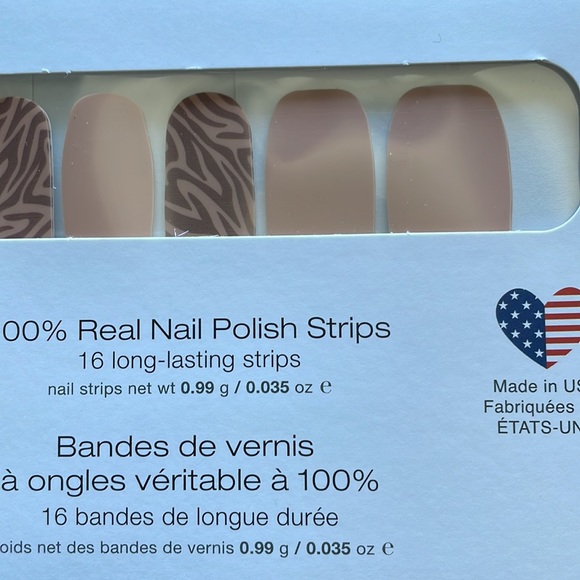 00% Real Nail Polish Strips
16 long-lasting strips
nail strips net wt 0.99 g / 0.035 oz ℮
Made in US
Fabriquées
ÉTATS-UN
Bandes de vernis
à ongles véritable à 100%
16 bandes de longue durée
oids net des bandes de vernis 0.99 g / 0.035 oz ℮